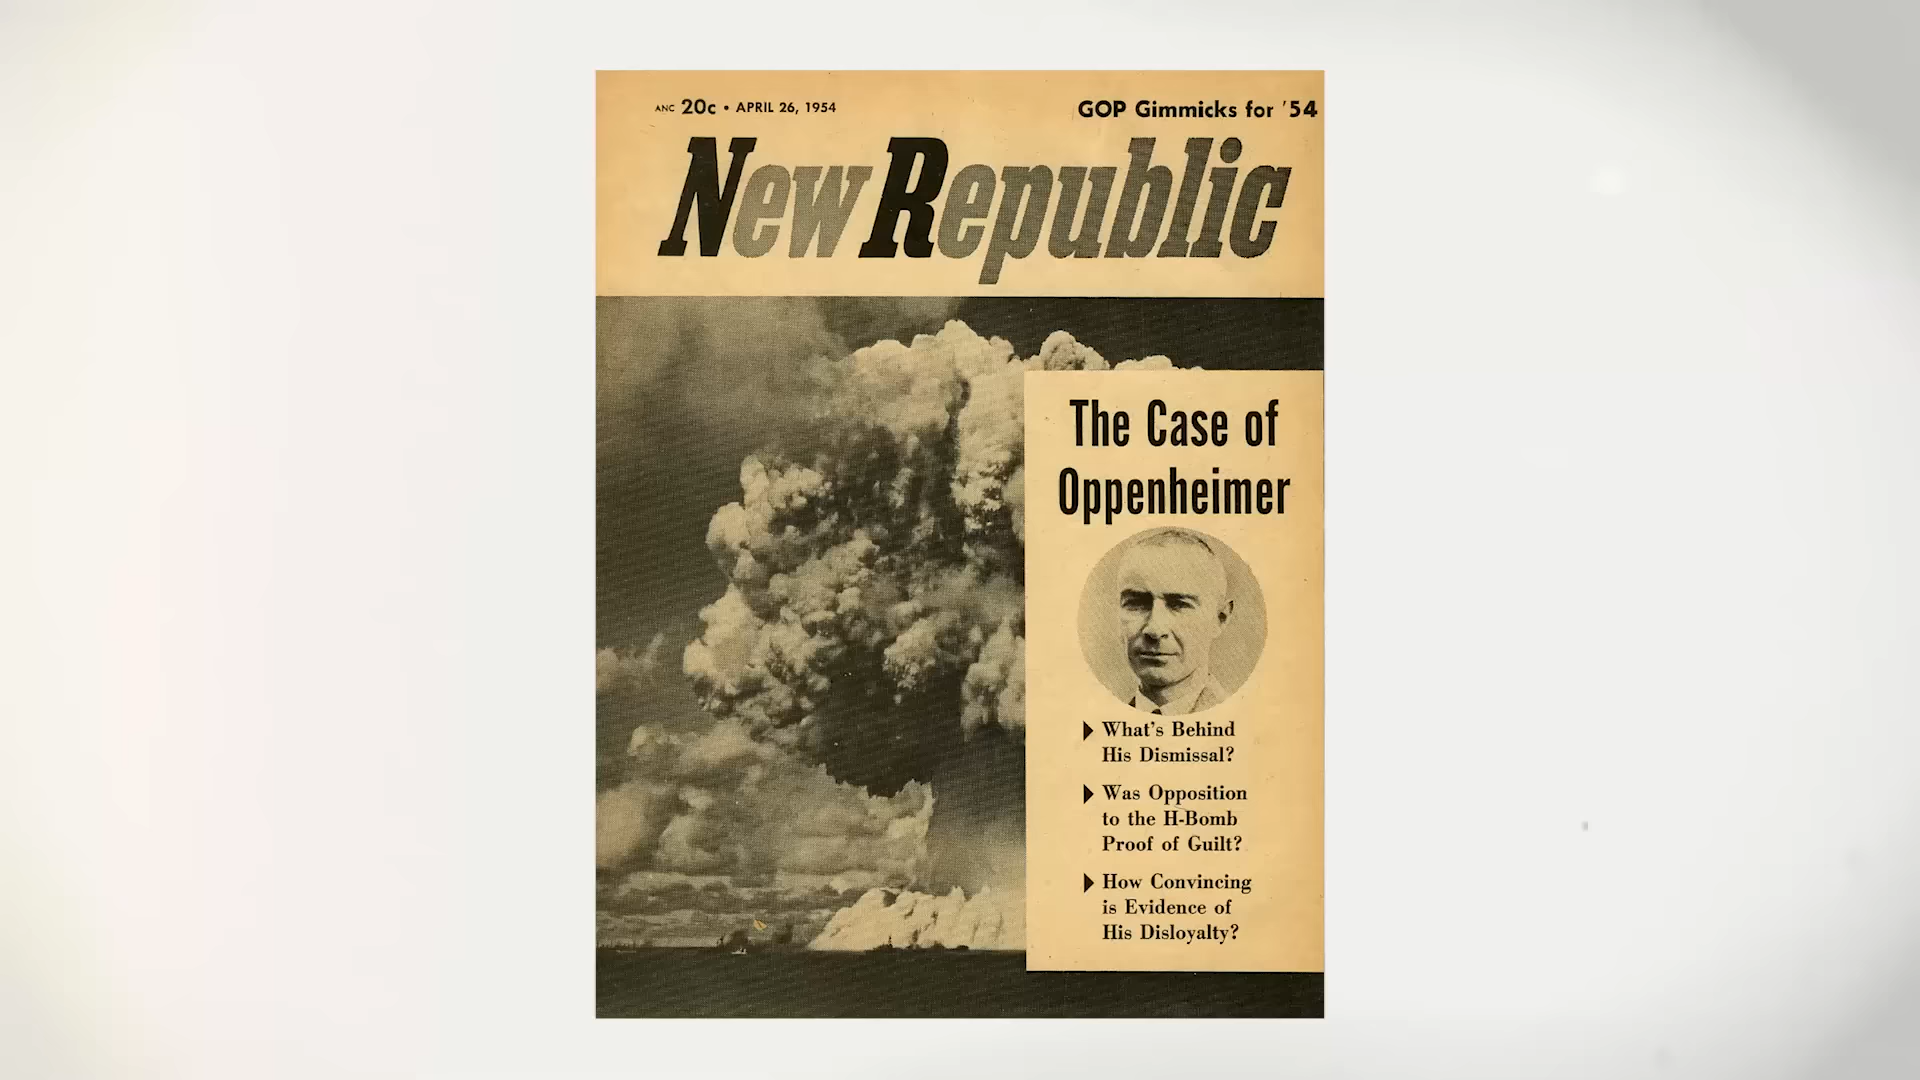 ANC 20c • APRIL 26, 1954
GOP Gimmicks for '54
New Republic
The Case of
Oppenheimer
What's Behind
His Dismissal?
Was Opposition
to the H-Bomb
Proof of Guilt?
How Convincing
is Evidence of
His Disloyalty?